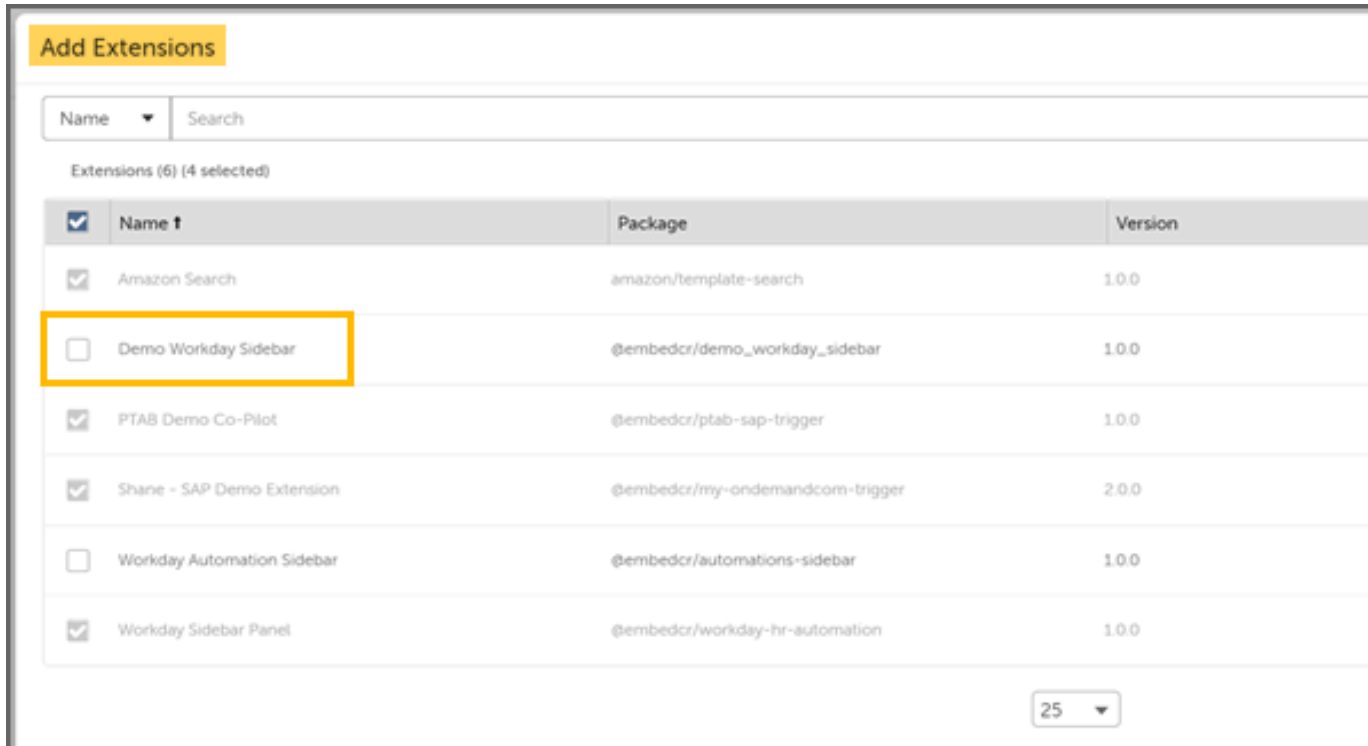 Add Extensions
Name Search
Extensions (6) (4 selected)
Name Package Version
Amazon Search amazon/template-search 1.0.0
Demo Workday Sidebar @embedcr/demo_workday_sidebar 1.0.0
PTAB Demo Co-Pilot @embedcr/ptab-sap-trigger 1.0.0
Shane - SAP Demo Extension @embedcr/my-ondemandcom-trigger 2.0.0
Workday Automation Sidebar @embedcr/automations-sidebar 1.0.0
Workday Sidebar Panel @embedcr/workday-hr-automation 1.0.0
25